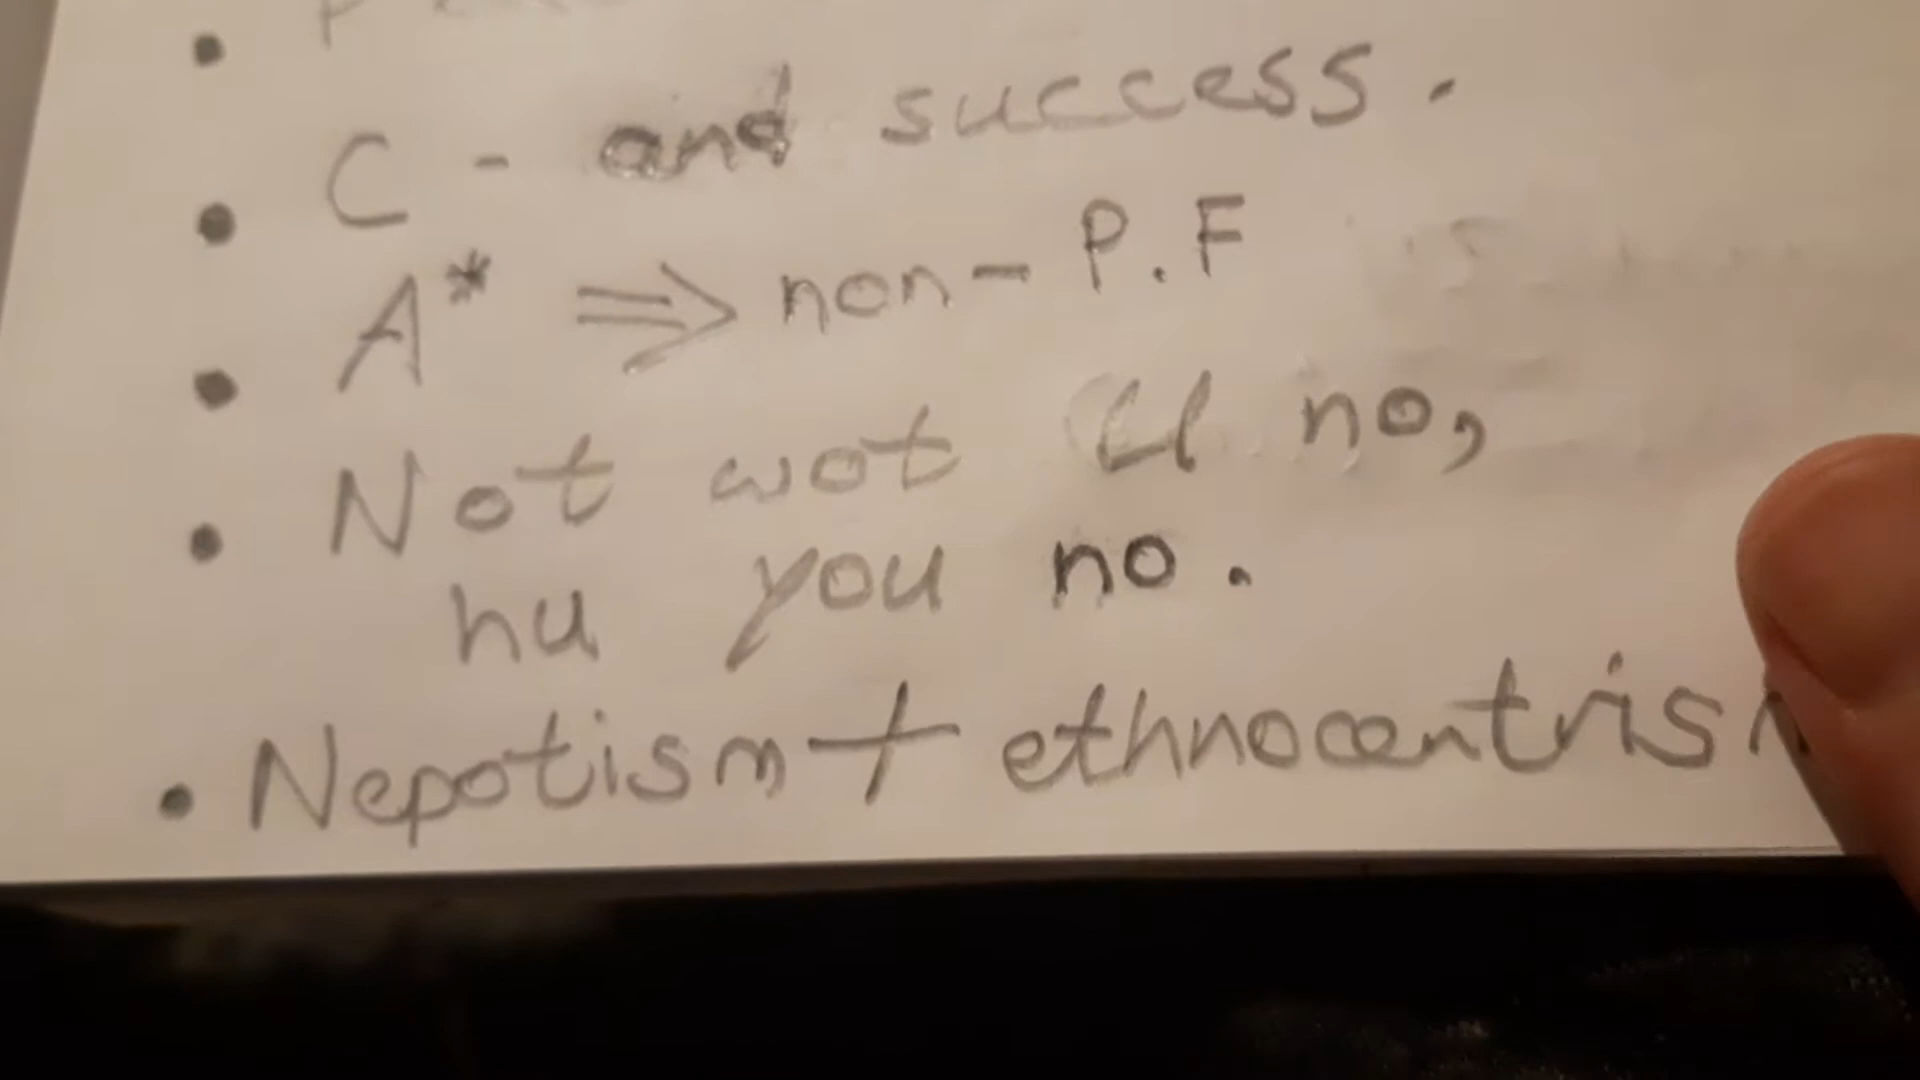 • C - and success.
• A* ⇒ non- P.F
• Not wot U no,
hu you no.
• Nepotism + ethnocentris